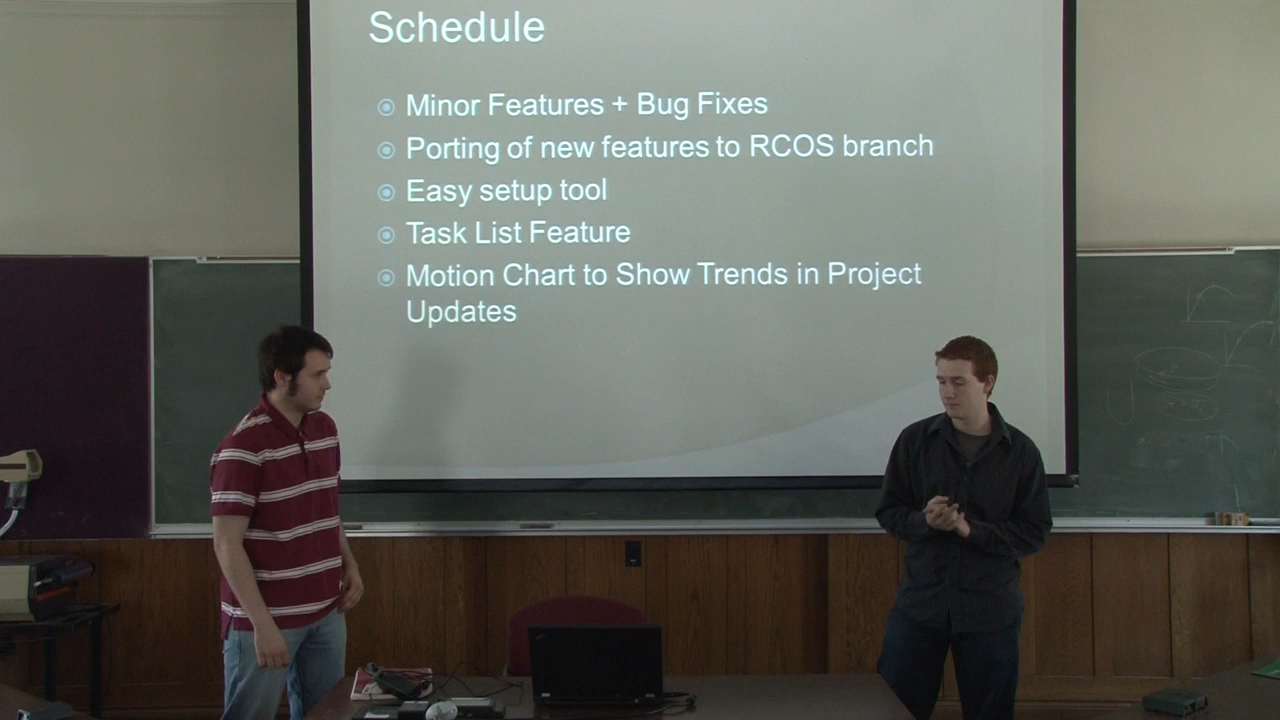 Schedule
Minor Features + Bug Fixes
Porting of new features to RCOS branch
Easy setup tool
Task List Feature
Motion Chart to Show Trends in Project
Updates